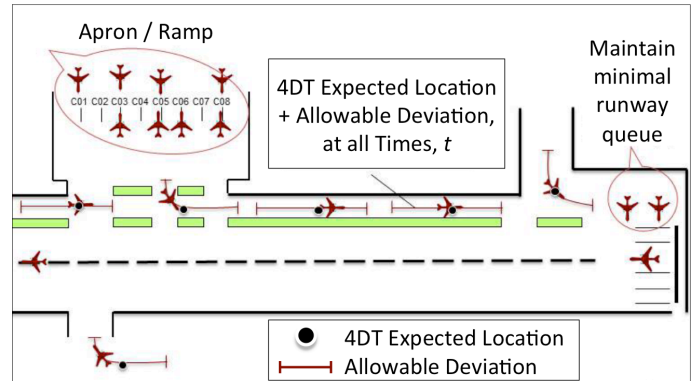 Apron / Ramp
C01 C02 C03 C04 C05 C06 C07 C08
4DT Expected Location
+ Allowable Deviation,
at all Times, t
Maintain
minimal
runway
queue
4DT Expected Location
Allowable Deviation